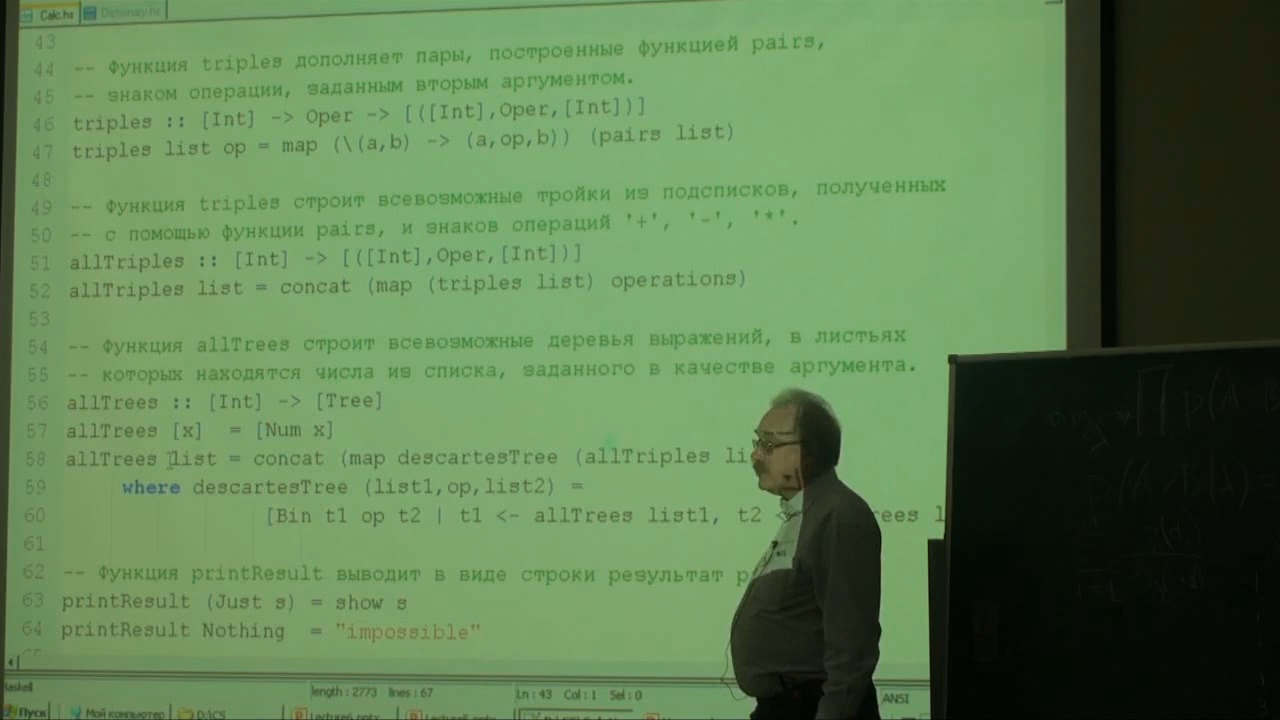 Calc.hs Dictionary.hs
43
44 -- Функция triples дополняет пары, построенные функцией pairs,
45 -- знаком операции, заданным вторым аргументом.
46 triples :: [Int] -> Oper -> [([Int],Oper,[Int])]
47 triples list op = map (\(a,b) -> (a,op,b)) (pairs list)
48
49 -- Функция triples строит всевозможные тройки из подсписков, полученных
50 -- с помощью функции pairs, и знаков операций '+', '-', '*'.
51 allTriples :: [Int] -> [([Int],Oper,[Int])]
52 allTriples list = concat (map (triples list) operations)
53
54 -- Функция allTrees строит всевозможные деревья выражений, в листьях
55 -- которых находятся числа из списка, заданного в качестве аргумента.
56 allTrees :: [Int] -> [Tree]
57 allTrees [x] = [Num x]
58 allTrees list = concat (map descartesTree (allTriples
59 where descartesTree (list1,op,list2) =
60 [Bin t1 op t2 | t1 <- allTrees list1, t2
61
62 -- Функция printResult выводит в виде строки результат
63 printResult (Just s) = show s
64 printResult Nothing = "impossible"
length : 2773 lines : 67 Ln : 43 Col : 1 Sel : 0 ANSI
Пуск Мой компьютер D:\CS